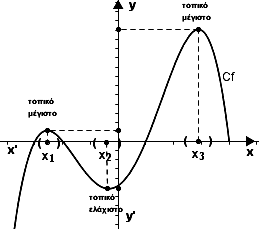 y
τοπικό
μέγιστο
Cf
τοπικό
μέγιστο
x'
( )
x1
( )
x2
( )
x3
x
τοπικό
ελάχιστο
y'